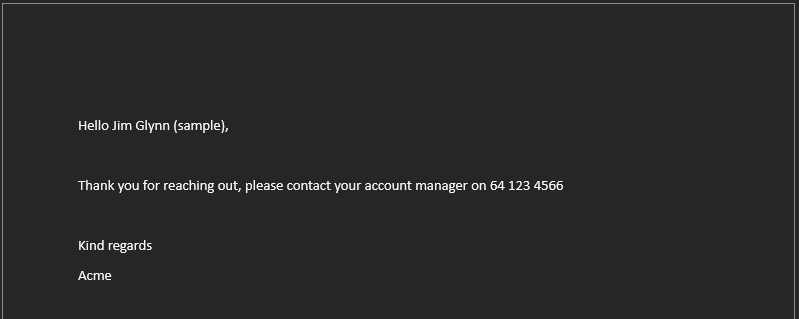 Hello Jim Glynn (sample),
Thank you for reaching out, please contact your account manager on 64 123 4566
Kind regards
Acme